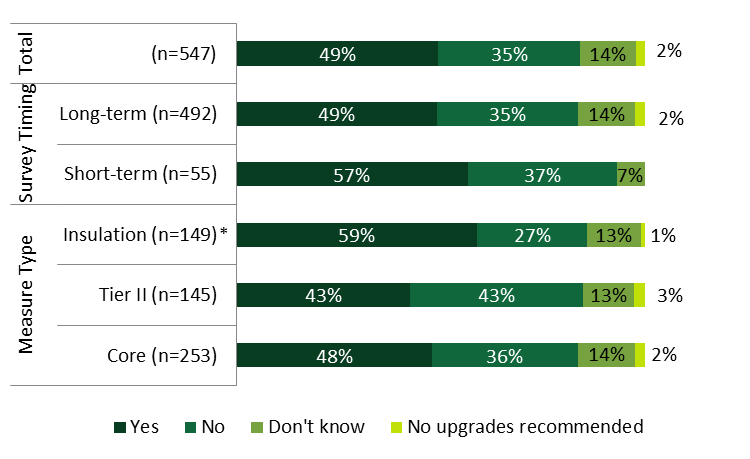 Total
(n=547)
49%
35%
14%
2%
Survey Timing
Long-term (n=492)
49%
35%
14%
2%
Short-term (n=55)
57%
37%
7%
Measure Type
Insulation (n=149)*
59%
27%
13%
1%
Tier II (n=145)
43%
43%
13%
3%
Core (n=253)
48%
36%
14%
2%
Yes No Don't know No upgrades recommended